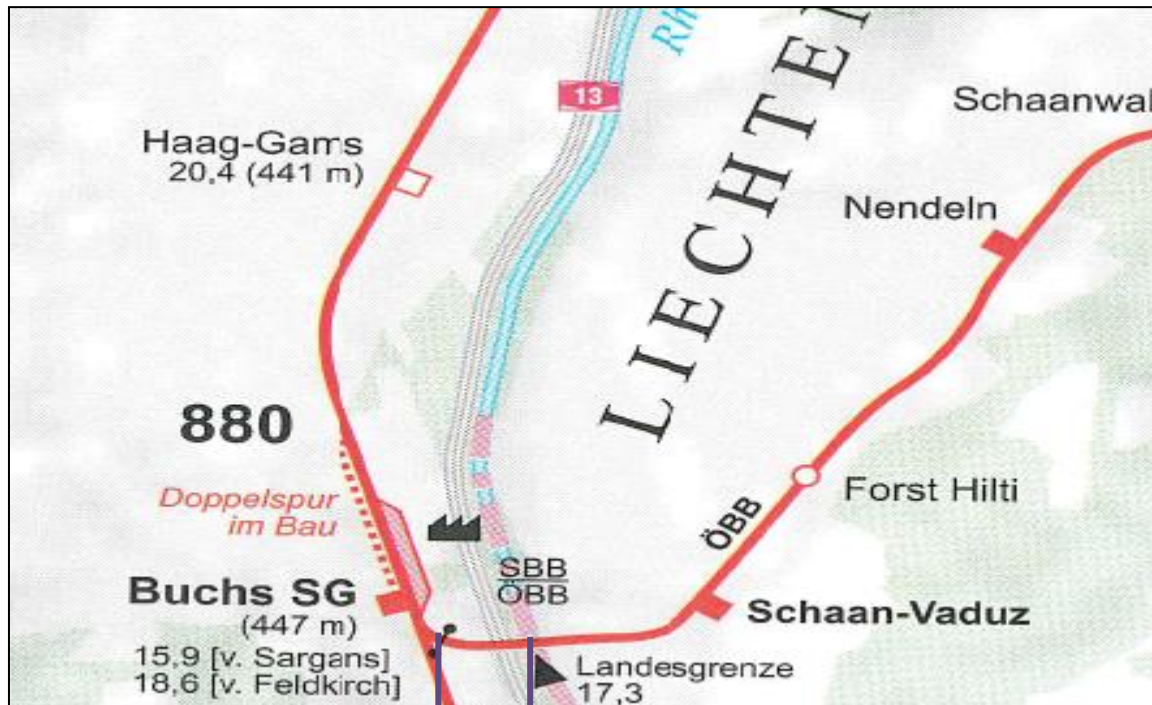 Rh
13
LIECHTEN
Schaanwal
Haag-Gams
20,4 (441 m)
Nendeln
880
Doppelspur
im Bau
Forst Hilti
ÖBB
SBB
ÖBB
Buchs SG
(447 m)
15,9 [v. Sargans]
18,6 [v. Feldkirch]
Schaan-Vaduz
Landesgrenze
17,3